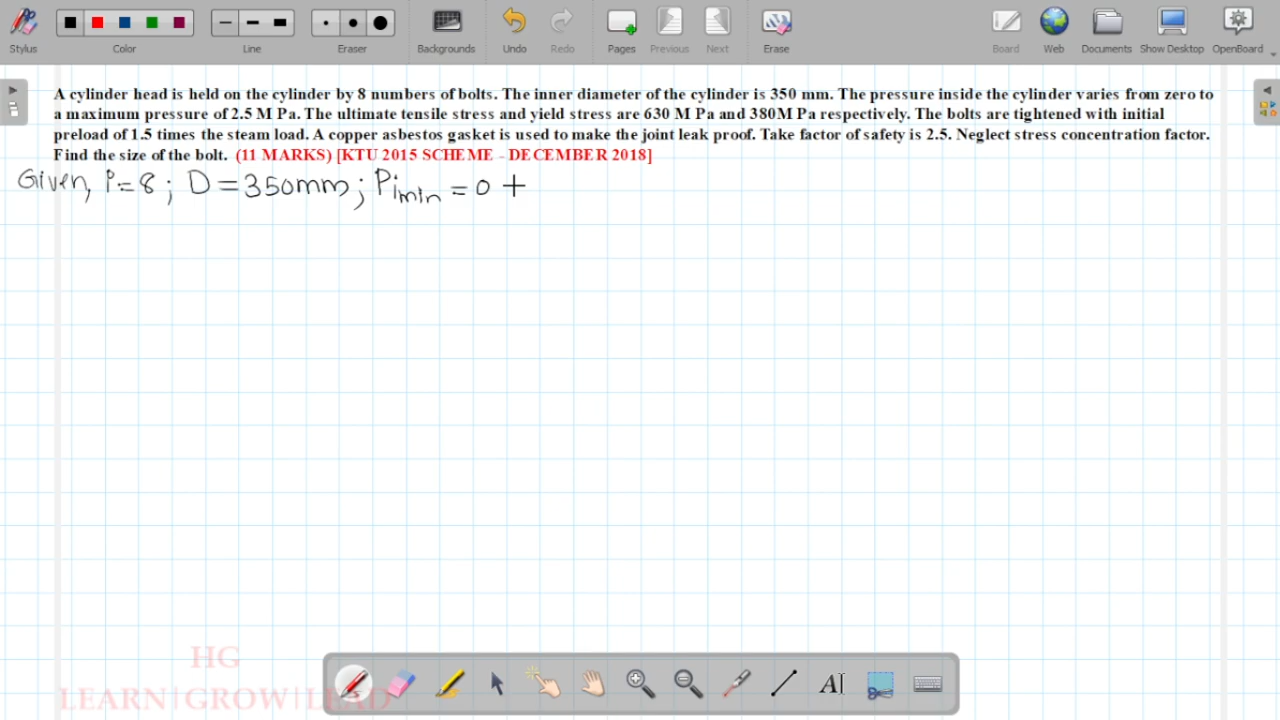 Stylus Color Line Eraser Backgrounds Undo Redo Pages Previous Next Erase Board Web Documents Show Desktop OpenBoard
A cylinder head is held on the cylinder by 8 numbers of bolts. The inner diameter of the cylinder is 350 mm. The pressure inside the cylinder varies from zero to
a maximum pressure of 2.5 M Pa. The ultimate tensile stress and yield stress are 630 M Pa and 380M Pa respectively. The bolts are tightened with initial
preload of 1.5 times the steam load. A copper asbestos gasket is used to make the joint leak proof. Take factor of safety is 2.5. Neglect stress concentration factor.
Find the size of the bolt. (11 MARKS) [KTU 2015 SCHEME - DECEMBER 2018]
Given, i = 8 ; D = 350mm ; Pimin = 0 +
HG
LEARN|GROW|LEAD
AI